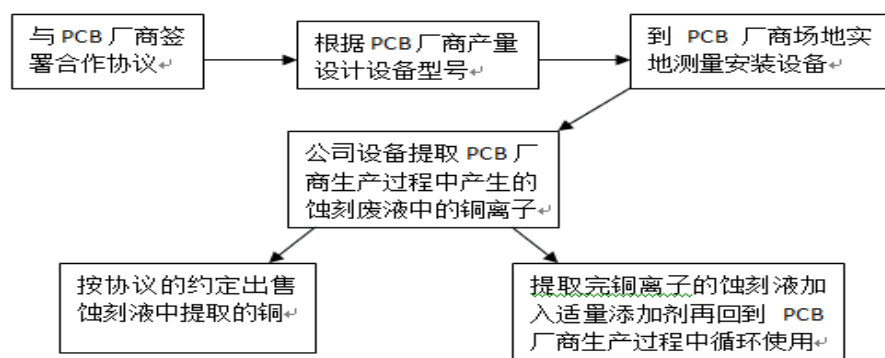 与 PCB 厂商签
署合作协议
根据 PCB 厂商产量
设计设备型号
到 PCB 厂商场地实
地测量安装设备
公司设备提取 PCB 厂
商生产过程中产生的
蚀刻废液中的铜离子
按协议的约定出售
蚀刻液中提取的铜
提取完铜离子的蚀刻液加
入适量添加剂再回到 PCB
厂商生产过程中循环使用